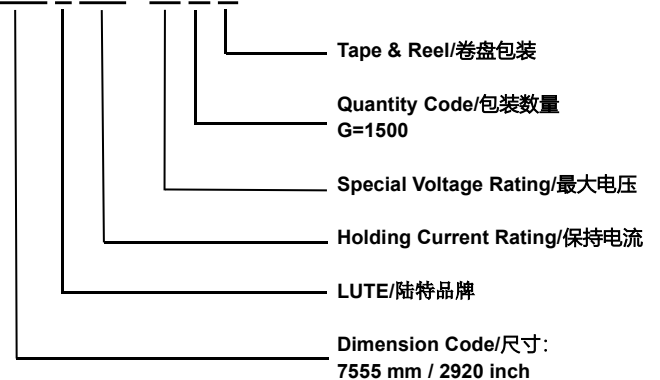 Tape & Reel/卷盘包装
Quantity Code/包装数量
G=1500
Special Voltage Rating/最大电压
Holding Current Rating/保持电流
LUTE/陆特品牌
Dimension Code/尺寸：
7555 mm / 2920 inch